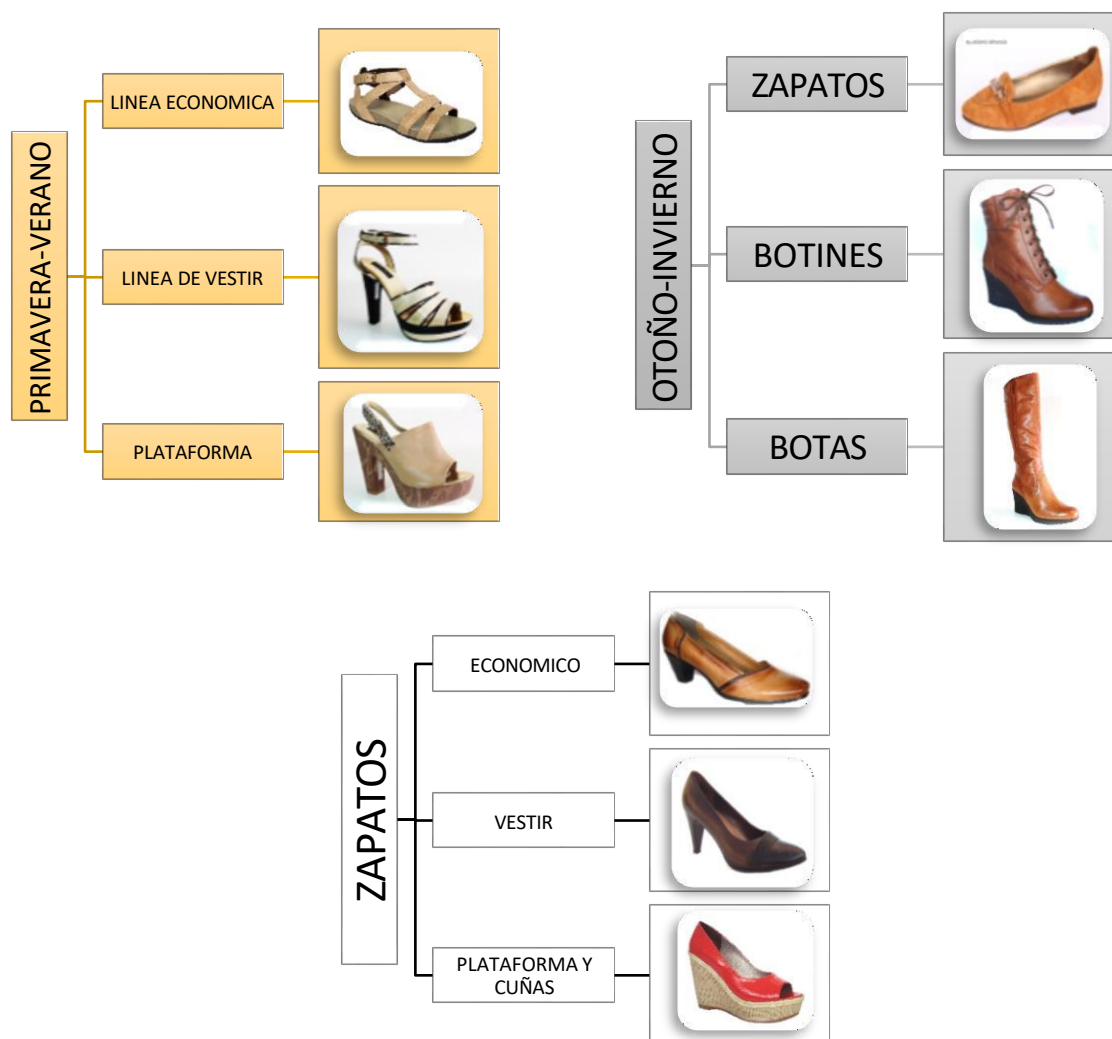 PRIMAVERA-VERANO
LINEA ECONOMICA
LINEA DE VESTIR
PLATAFORMA
OTOÑO-INVIERNO
ZAPATOS
BOTINES
BOTAS
ZAPATOS
ECONOMICO
VESTIR
PLATAFORMA Y
CUÑAS